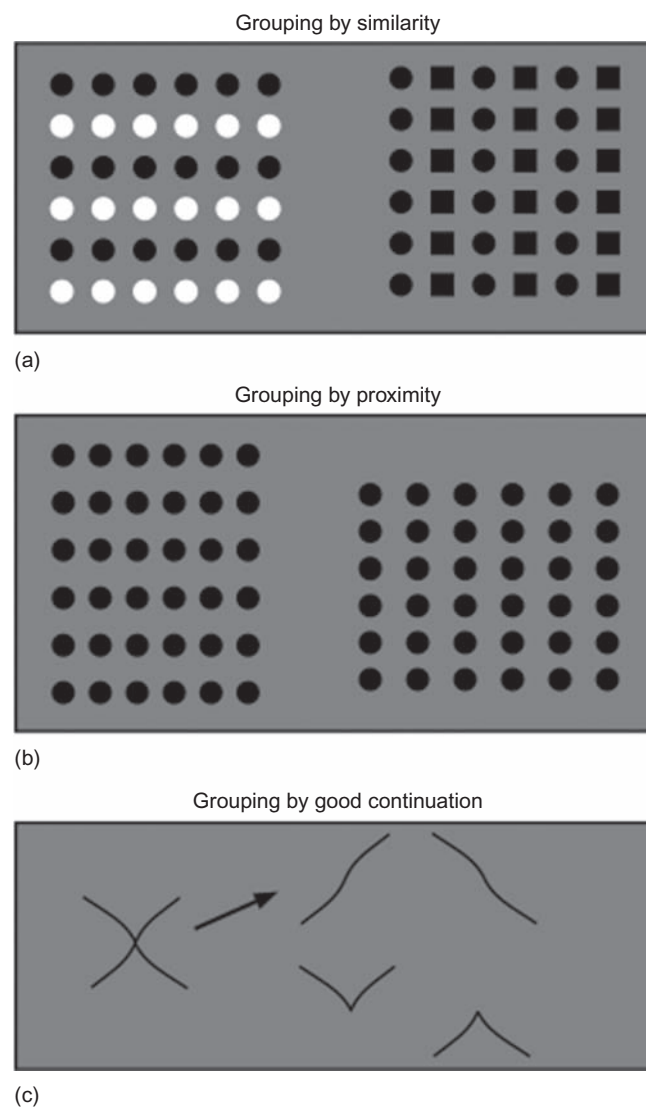 Grouping by similarity
(a)
Grouping by proximity
(b)
Grouping by good continuation
(c)